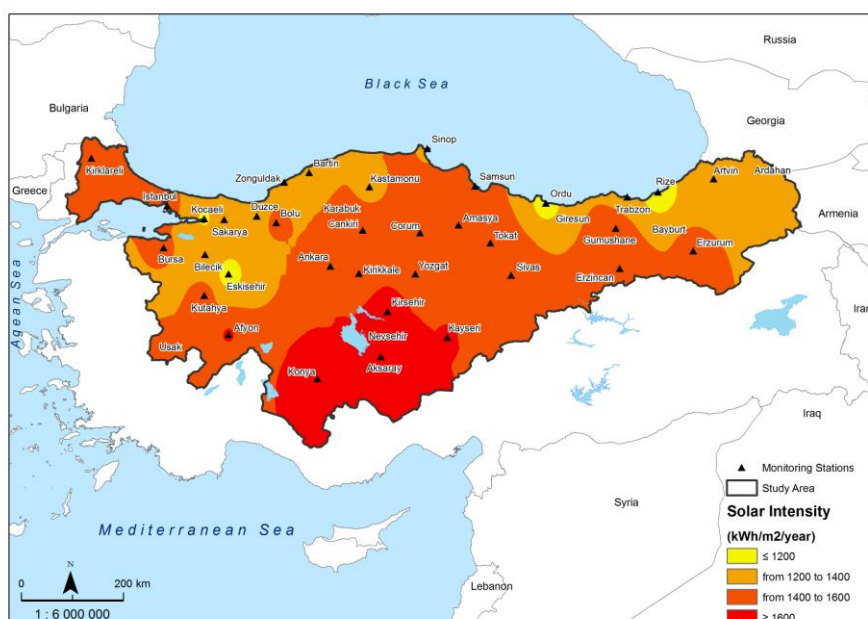 Russia
Black Sea
Bulgaria
Georgia
Sinop
Kirklareli
Bartin
Artvin
Ardahan
Zonguldak
Samsun
Rize
Greece
Istanbul
Kastamonu
Ordu
Kocaeli
Duzce
Karabuk
Trabzon
Bolu
Giresun
Armenia
Sakarya
Cankiri
Corum
Amasya
Gumushane
Bayburt
Tokat
Erzurum
Bursa
Bilecik
Ankara
Kirikkale
Yozgat
Sivas
Erzincan
Eskisehir
Iran
Kutahya
Kirsehir
Agean Sea
Afyon
Nevsehir
Kayseri
Usak
Aksaray
Konya
Iraq
Monitoring Stations
Study Area
Syria
Solar Intensity
Mediterranean Sea
(kWh/m2/year)
≤ 1200
N
from 1200 to 1400
0 200 km
Lebanon
from 1400 to 1600
1 : 6 000 000
≥ 1600